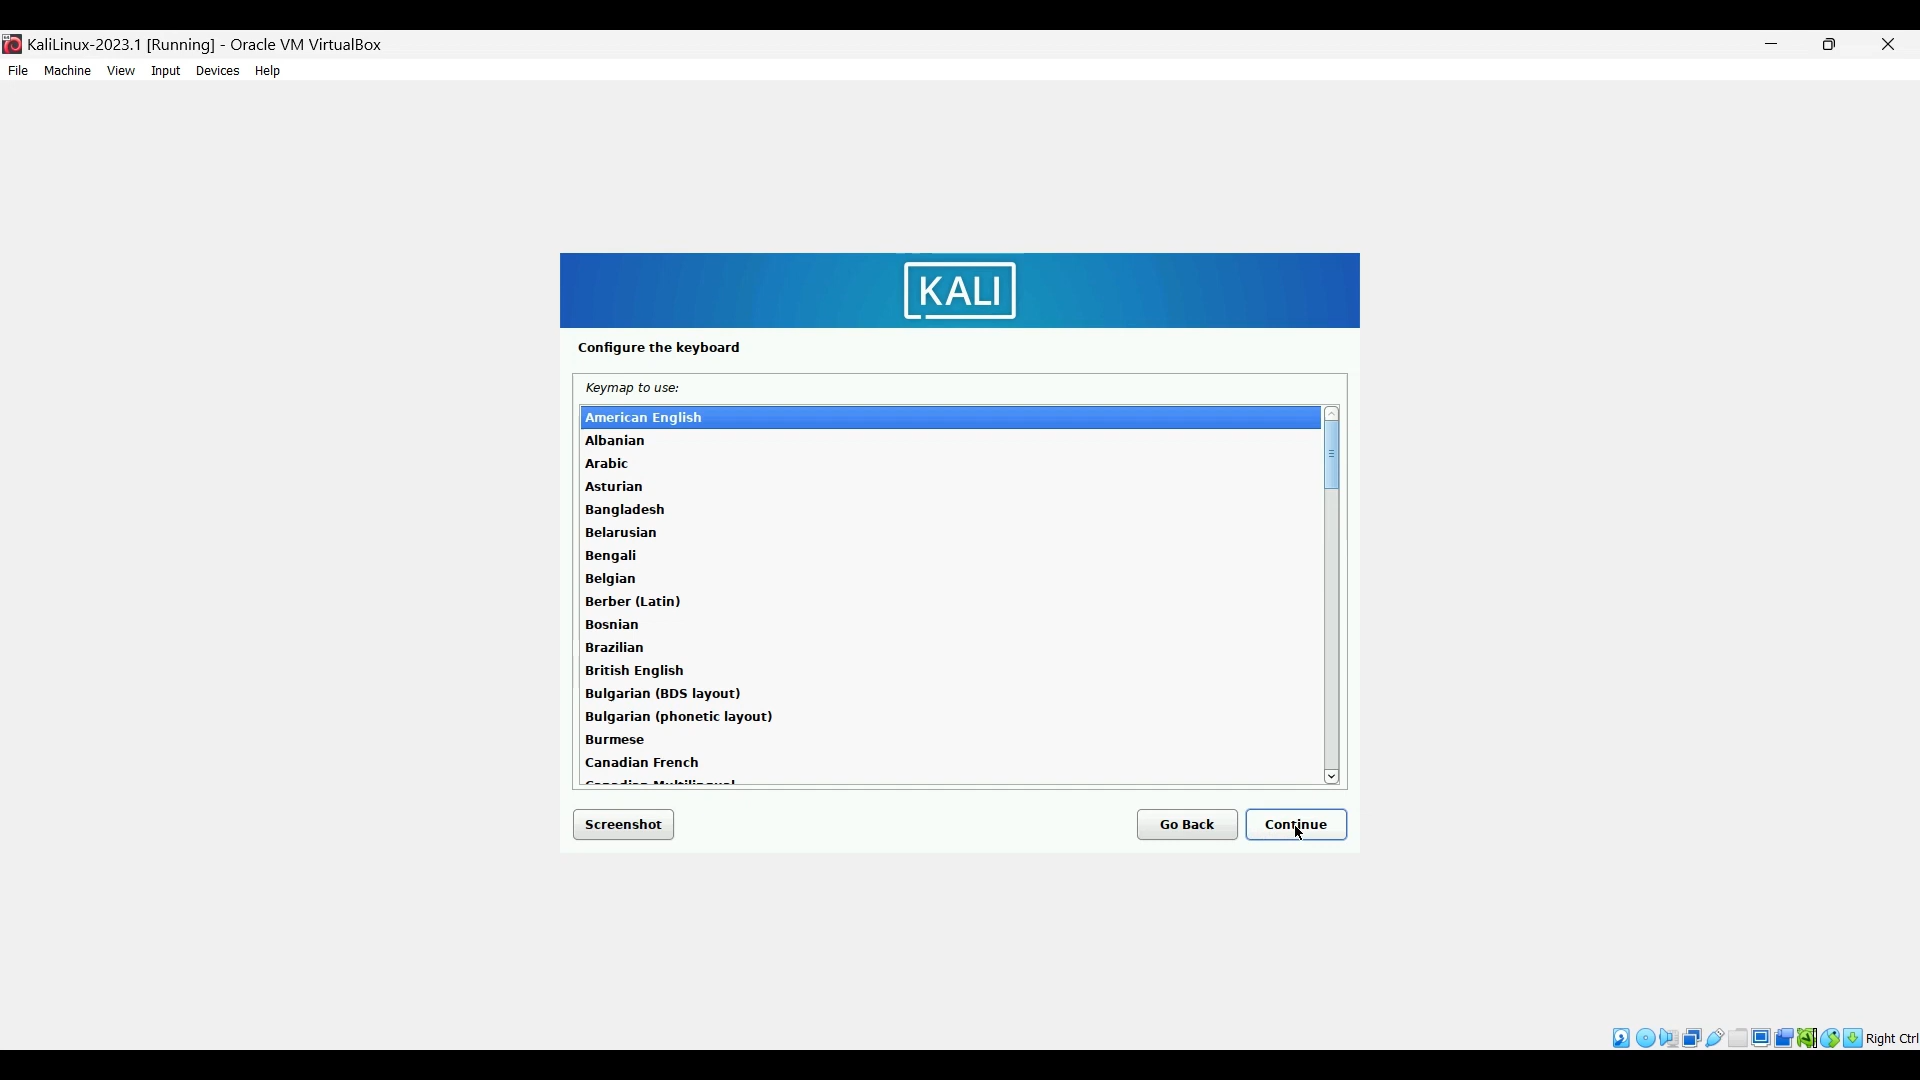 KaliLinux-2023.1 [Running] - Oracle VM VirtualBox
File Machine View Input Devices Help
KALI
Configure the keyboard
Keymap to use:
American English
Albanian
Arabic
Asturian
Bangladesh
Belarusian
Bengali
Belgian
Berber (Latin)
Bosnian
Brazilian
British English
Bulgarian (BDS layout)
Bulgarian (phonetic layout)
Burmese
Canadian French
Canadian Multilingual
Screenshot Go Back Continue
Right Ctrl